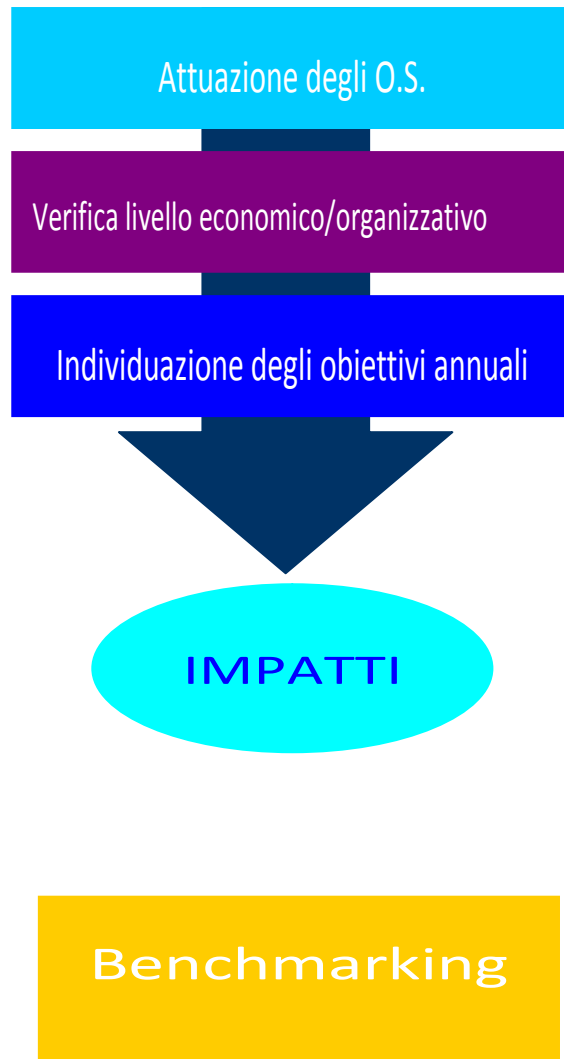 Attuazione degli O.S.
Verifica livello economico/organizzativo
Individuazione degli obiettivi annuali
IMPATTI
Benchmarking